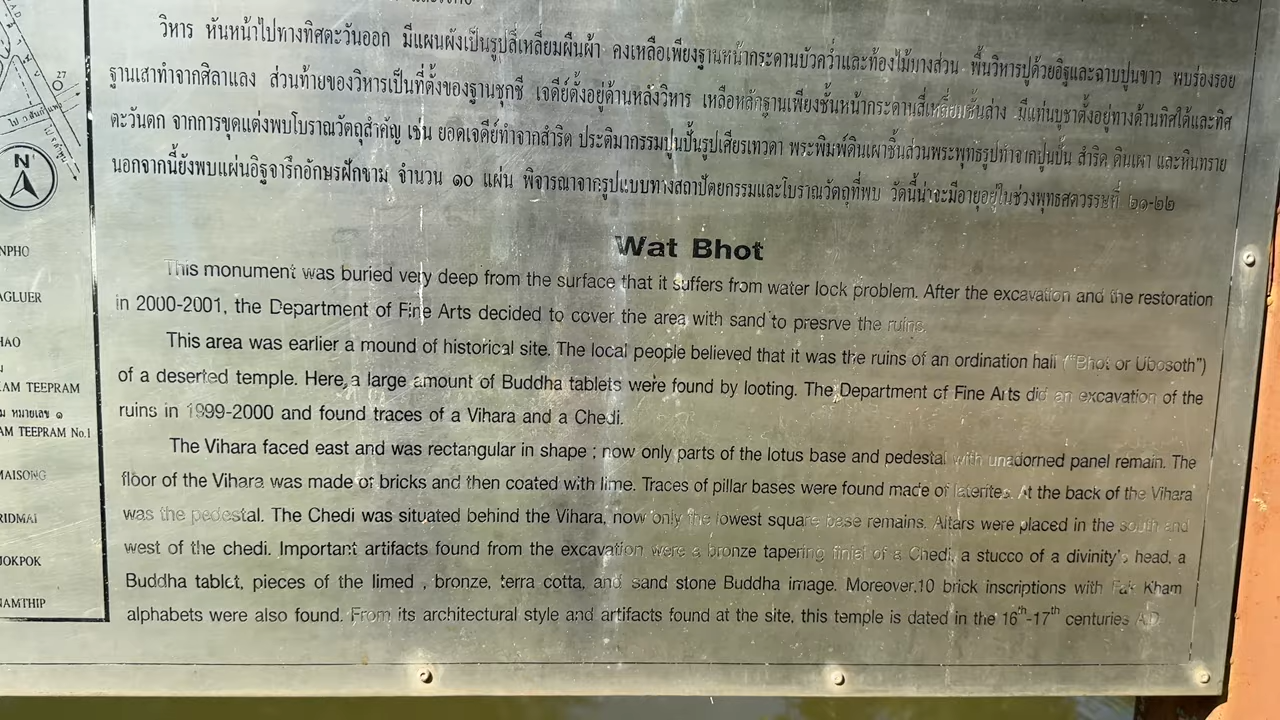 วิหาร หันหน้าไปทางทิศตะวันออก มีแผนผังเป็นรูปสี่เหลี่ยมผืนผ้า คงเหลือเพียงฐานหน้ากระดานบัวคว่ำและท้องไม้บางส่วน พื้นวิหารปูด้วยอิฐและฉาบปูนขาว พบร่องรอย
ฐานเสาทำจากศิลาแลง ส่วนท้ายของวิหารเป็นที่ตั้งของฐานชุกชี เจดีย์ตั้งอยู่ด้านหลังวิหาร เหลือหลักฐานเพียงชั้นหน้ากระดานสี่เหลี่ยมชั้นล่าง มีแท่นบูชาตั้งอยู่ทางด้านทิศใต้และทิศ
ตะวันตก จากการขุดแต่งพบโบราณวัตถุสำคัญ เช่น ยอดเจดีย์ทำจากสำริด ประติมากรรมปูนปั้นรูปเศียรเทวดา พระพิมพ์ดินเผาชิ้นส่วนพระพุทธรูปทำจากปูนปั้น สำริด ดินเผา และหินทราย
นอกจากนี้ยังพบแผ่นอิฐจารึกอักษรฝักขาม จำนวน ๑๐ แผ่น พิจารณาจากรูปแบบทางสถาปัตยกรรมและโบราณวัตถุที่พบ วัดนี้น่าจะมีอายุอยู่ในช่วงพุทธศตวรรษที่ ๒๑-๒๒
Wat Bhot
This monument was buried very deep from the surface that it suffers from water lock problem. After the excavation and the restoration
in 2000-2001, the Department of Fine Arts decided to cover the area with sand to presrve the ruins.
This area was earlier a mound of historical site. The local people believed that it was the ruins of an ordination hall ("Bhot or Ubosoth")
of a deserted temple. Here, a large amount of Buddha tablets were found by looting. The Department of Fine Arts did an excavation of the
ruins in 1999-2000 and found traces of a Vihara and a Chedi.
The Vihara faced east and was rectangular in shape ; now only parts of the lotus base and pedestal with unadorned panel remain. The
floor of the Vihara was made of bricks and then coated with lime. Traces of pillar bases were found made of laterites. At the back of the Vihara
was the pedestal. The Chedi was situated behind the Vihara, now only the lowest square base remains. Altars were placed in the south and
west of the chedi. Important artifacts found from the excavation were a bronze tapering finial of a Chedi, a stucco of a divinity's head, a
Buddha tablet, pieces of the limed , bronze, terra cotta, and sand stone Buddha image. Moreover,10 brick inscriptions with Fak Kham
alphabets were also found. From its architectural style and artifacts found at the site, this temple is dated in the 16th-17th centuries A.D.
N
27
NPHO
AGLUER
HAO
AM TEEPRAM
ม หมายเลข ๑
AM TEEPRAM No.1
MAISONG
RIDMAI
JOKPOK
NAMTHIP